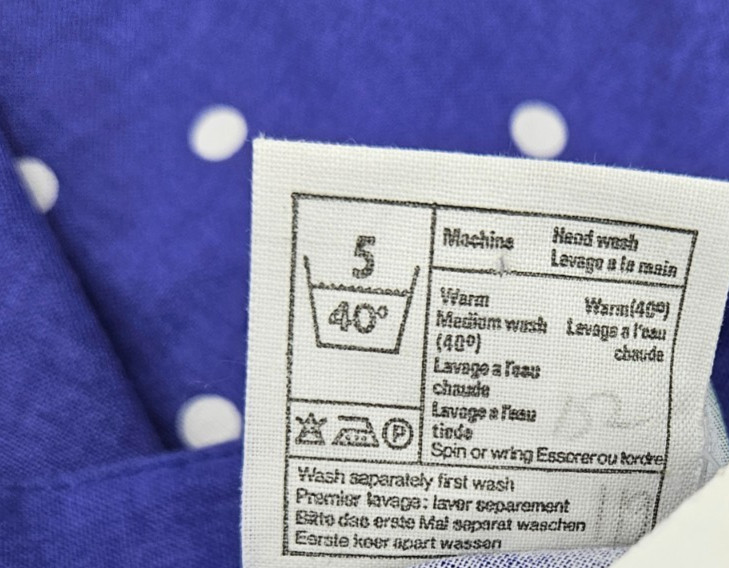 5
40°
Machine
Hand wash
Lavage a la main
Warm
Medium wash
(40º)
Lavage a l'eau
chaude
Lavage a l'eau
tiede
Warm(40º)
Lavage a l'eau
chaude
Spin or wring Essorer ou tordre
P
Wash separately first wash
Premier lavage: laver separement
Bitte das erste Mal separat waschen
Eerste keer apart wassen